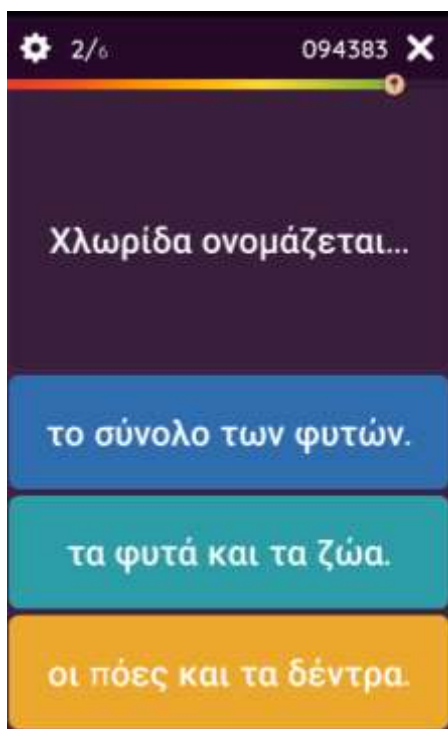 2/6 094383
Χλωρίδα ονομάζεται...
το σύνολο των φυτών.
τα φυτά και τα ζώα.
οι πόες και τα δέντρα.